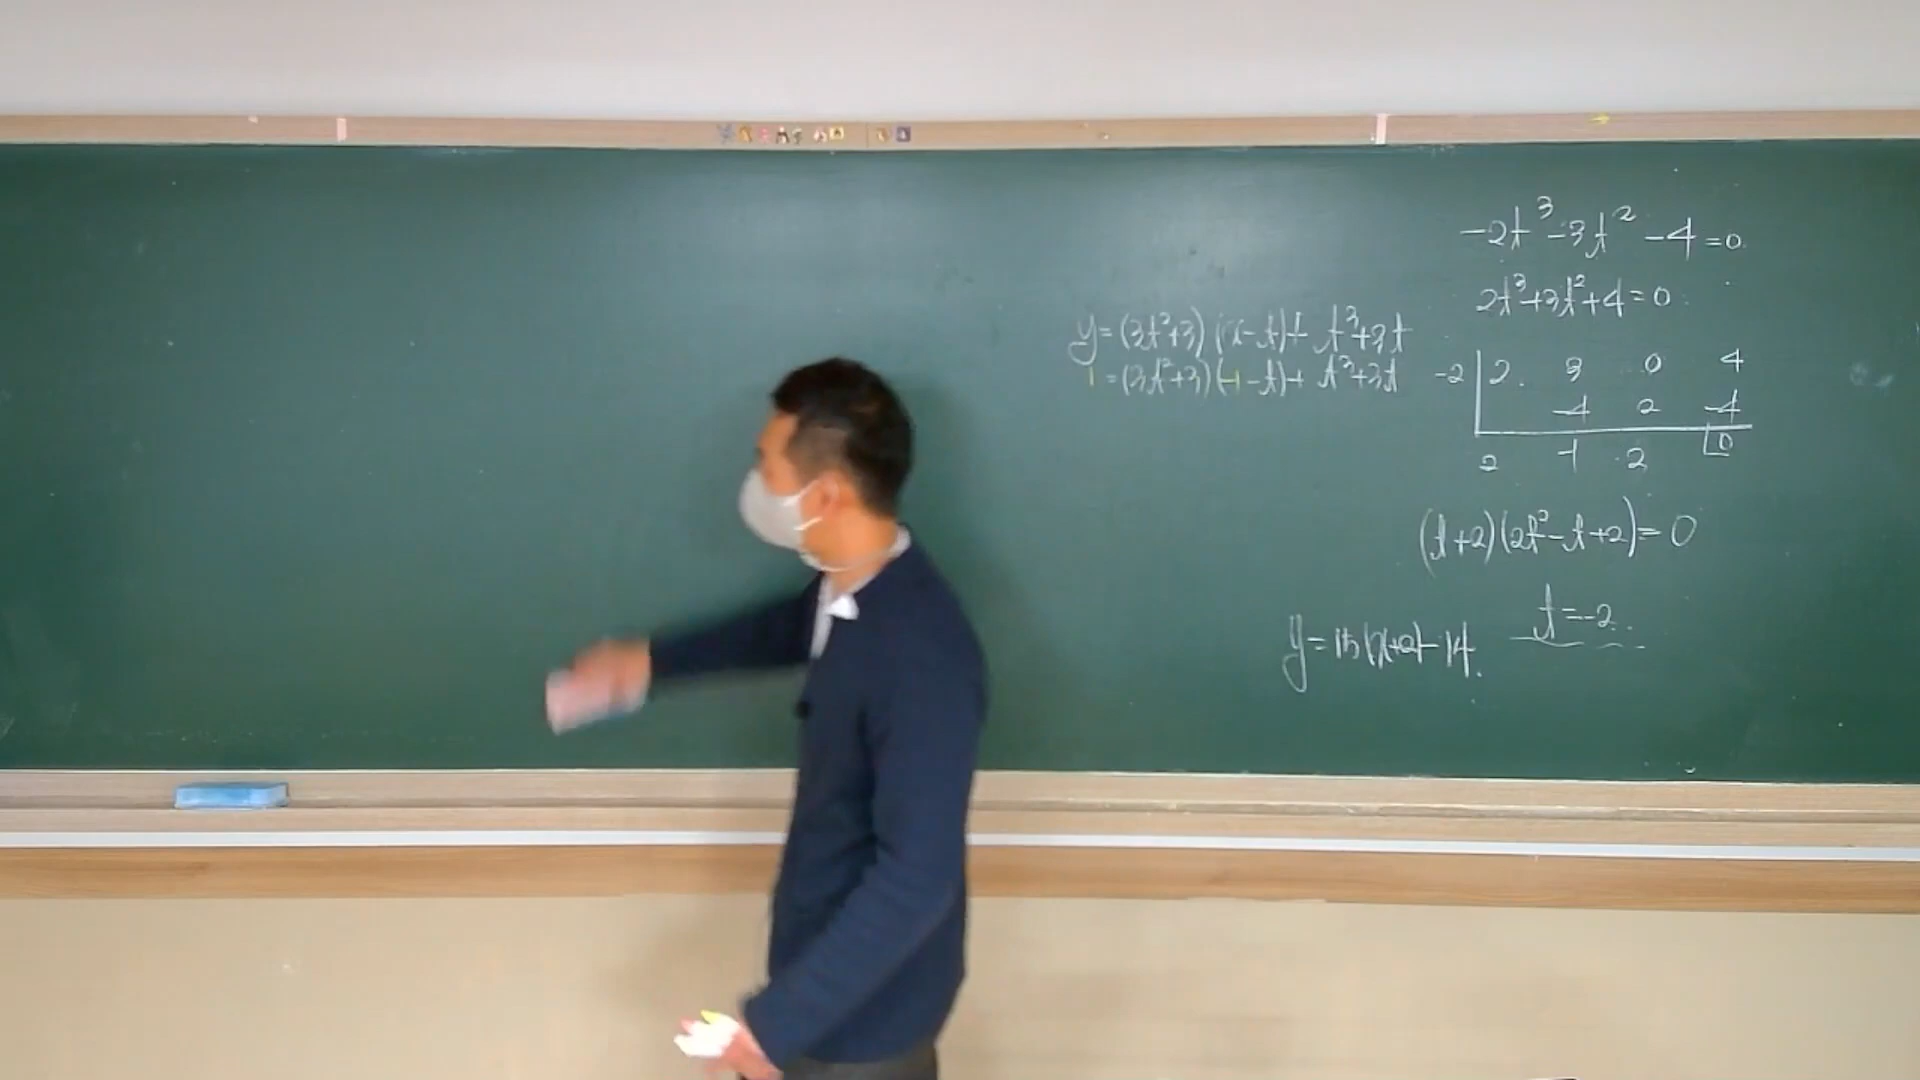 y=(3t²+3)(x-t)+t³+3t
1=(3t²+3)(-1-t)+t³+3t
-2t³-3t²-4=0
2t³+3t²+4=0
-2 | 2 3 0 4
-4 2 -4
2 -1 2 0
(t+2)(2t²-t+2)=0
t=-2
y=15(x+2)-14.